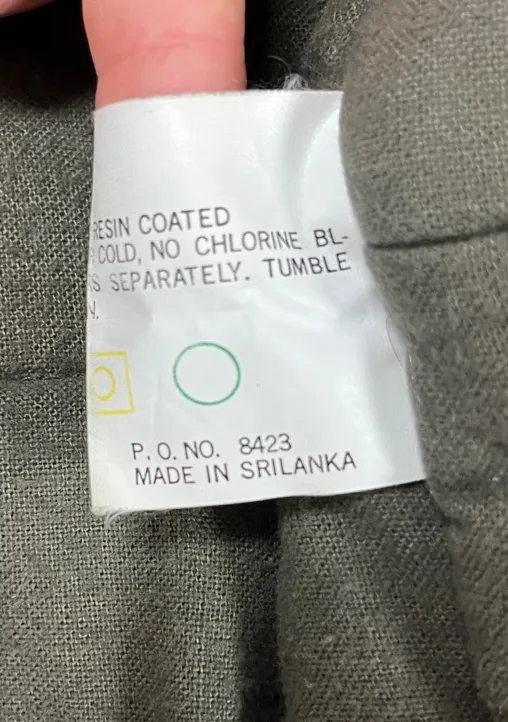 RESIN COATED
COLD, NO CHLORINE BL-
SEPARATELY. TUMBLE
P.O.NO. 8423
MADE IN SRILANKA